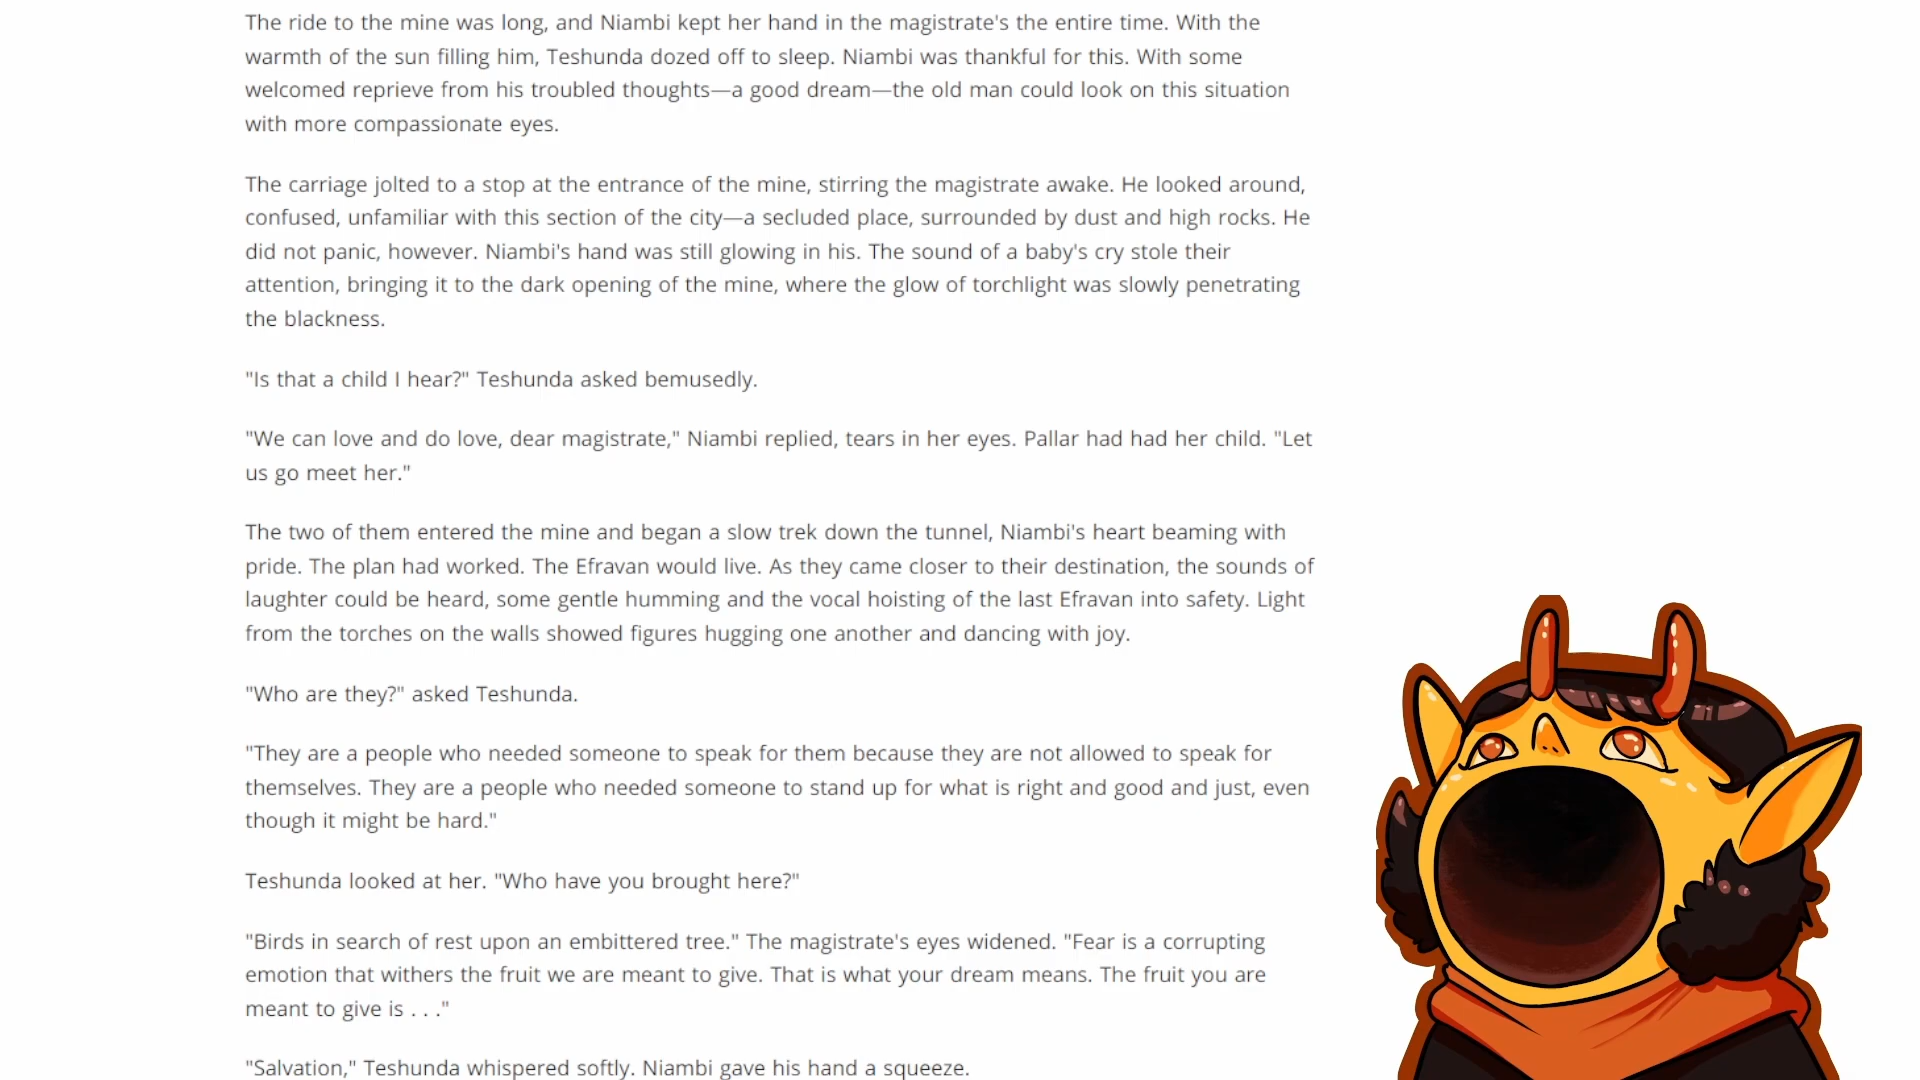 The ride to the mine was long, and Niambi kept her hand in the magistrate's the entire time. With the
warmth of the sun filling him, Teshunda dozed off to sleep. Niambi was thankful for this. With some
welcomed reprieve from his troubled thoughts—a good dream—the old man could look on this situation
with more compassionate eyes.
The carriage jolted to a stop at the entrance of the mine, stirring the magistrate awake. He looked around,
confused, unfamiliar with this section of the city—a secluded place, surrounded by dust and high rocks. He
did not panic, however. Niambi's hand was still glowing in his. The sound of a baby's cry stole their
attention, bringing it to the dark opening of the mine, where the glow of torchlight was slowly penetrating
the blackness.
"Is that a child I hear?" Teshunda asked bemusedly.
"We can love and do love, dear magistrate," Niambi replied, tears in her eyes. Pallar had had her child. "Let
us go meet her."
The two of them entered the mine and began a slow trek down the tunnel, Niambi's heart beaming with
pride. The plan had worked. The Efravan would live. As they came closer to their destination, the sounds of
laughter could be heard, some gentle humming and the vocal hoisting of the last Efravan into safety. Light
from the torches on the walls showed figures hugging one another and dancing with joy.
"Who are they?" asked Teshunda.
"They are a people who needed someone to speak for them because they are not allowed to speak for
themselves. They are a people who needed someone to stand up for what is right and good and just, even
though it might be hard."
Teshunda looked at her. "Who have you brought here?"
"Birds in search of rest upon an embittered tree." The magistrate's eyes widened. "Fear is a corrupting
emotion that withers the fruit we are meant to give. That is what your dream means. The fruit you are
meant to give is . . ."
"Salvation," Teshunda whispered softly. Niambi gave his hand a squeeze.